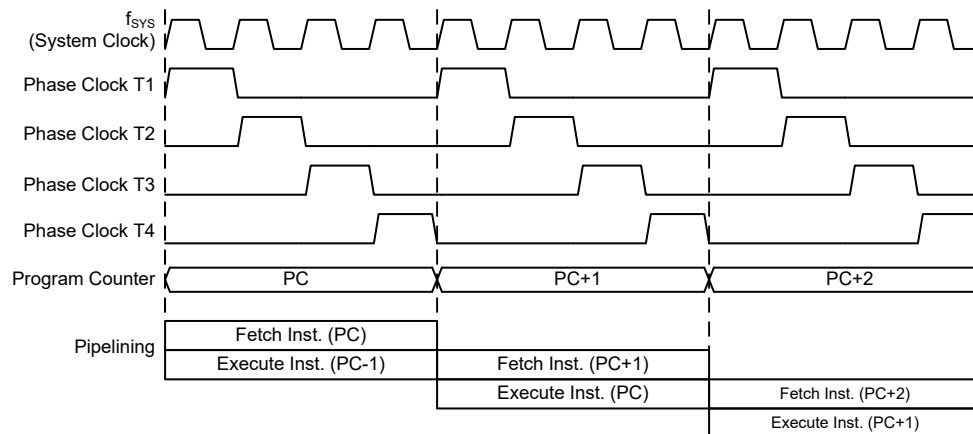 fSYS
(System Clock)
Phase Clock T1
Phase Clock T2
Phase Clock T3
Phase Clock T4
Program Counter PC PC+1 PC+2
Pipelining
Fetch Inst. (PC)
Execute Inst. (PC-1) Fetch Inst. (PC+1)
Execute Inst. (PC) Fetch Inst. (PC+2)
Execute Inst. (PC+1)